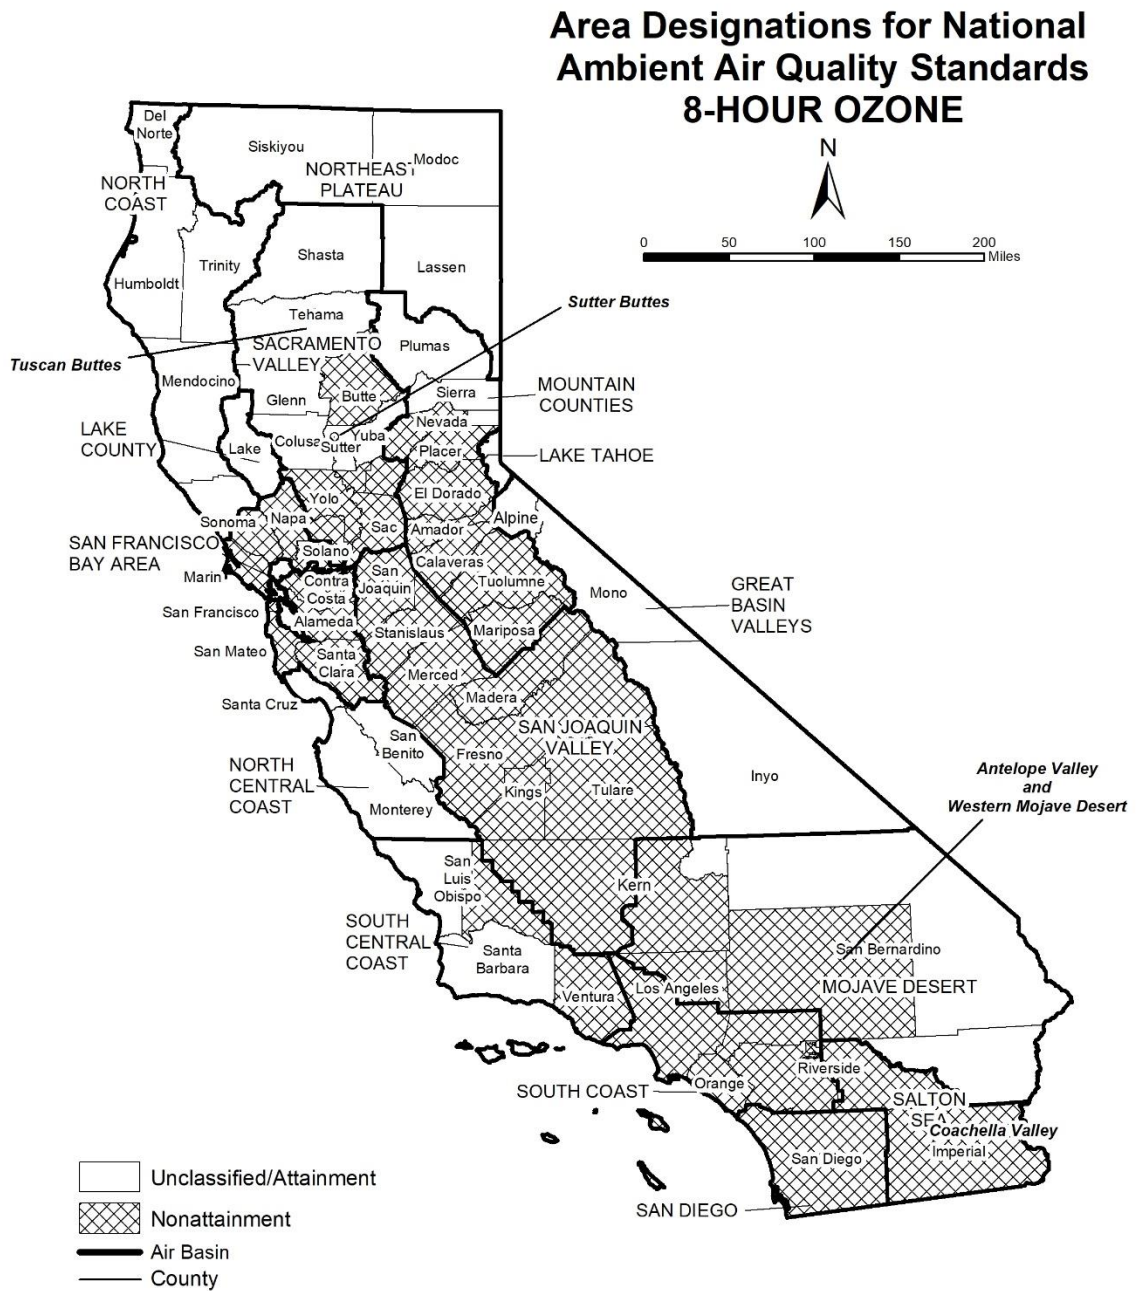 Area Designations for National
Ambient Air Quality Standards
8-HOUR OZONE
N
0 50 100 150 200
Miles
Del
Norte
Siskiyou
Modoc
NORTHEAST
PLATEAU
NORTH
COAST
Shasta
Trinity
Lassen
Humboldt
Sutter Buttes
Tehama
SACRAMENTO
VALLEY
Plumas
Tuscan Buttes
Mendocino
Butte
Sierra
MOUNTAIN
COUNTIES
Glenn
Nevada
LAKE
COUNTY
Lake
Colusa
Sutter
Yuba
Placer
LAKE TAHOE
Yolo
El Dorado
Sonoma
Napa
Sac
Amador
Alpine
SAN FRANCISCO
BAY AREA
Solano
Calaveras
Marin
Contra
Costa
San
Joaquin
Tuolumne
Mono
GREAT
BASIN
VALLEYS
San Francisco
Alameda
Stanislaus
Mariposa
San Mateo
Santa
Clara
Merced
Madera
Santa Cruz
San
Benito
Fresno
SAN JOAQUIN
VALLEY
NORTH
CENTRAL
COAST
Kings
Tulare
Inyo
Monterey
Antelope Valley
and
Western Mojave Desert
San
Luis
Obispo
Kern
SOUTH
CENTRAL
COAST
Santa
Barbara
San Bernardino
MOJAVE DESERT
Ventura
Los Angeles
Riverside
Orange
SOUTH COAST
SALTON
SEA
Coachella Valley
Imperial
San Diego
SAN DIEGO
Unclassified/Attainment
Nonattainment
Air Basin
County